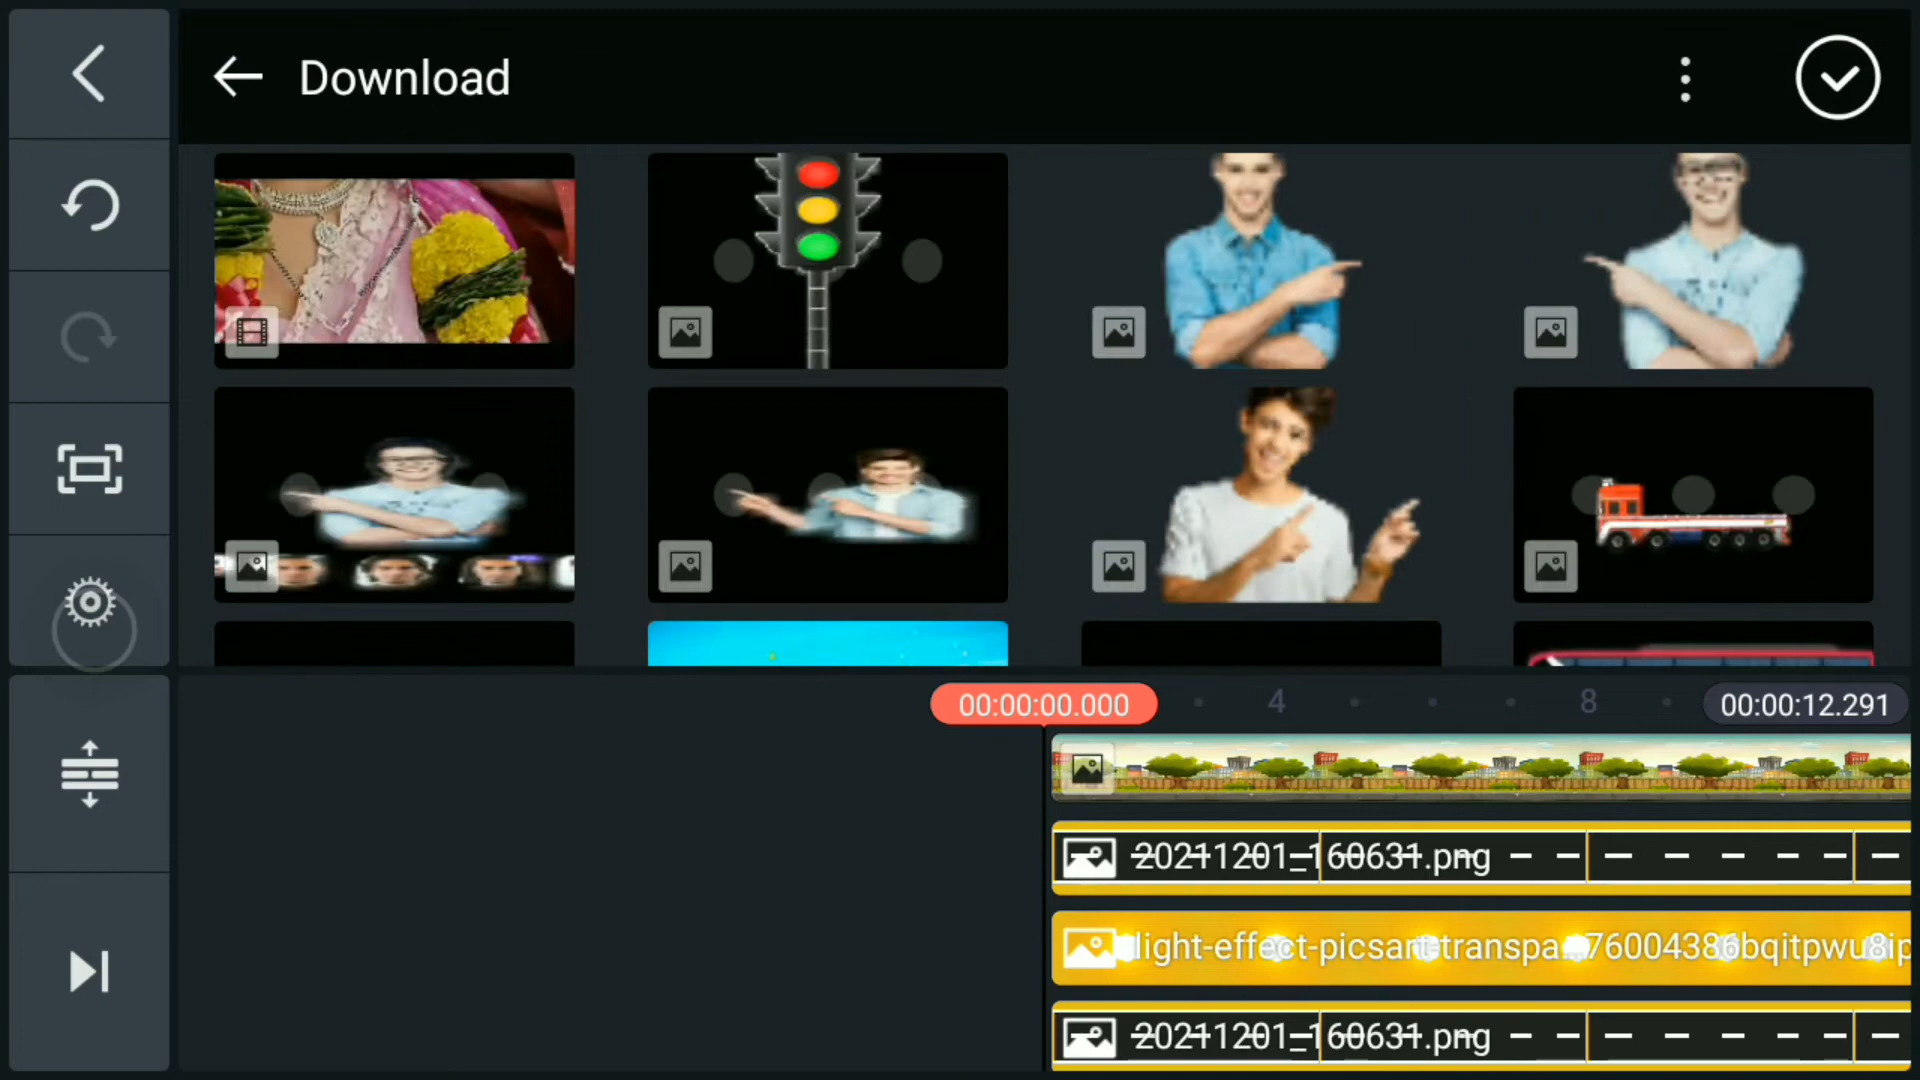 Download
00:00:00.000
4
8
00:00:12.291
20211201_160631.png
light-effect-picsart-transpa...76004386bqitpwu8ip
20211201_160631.png